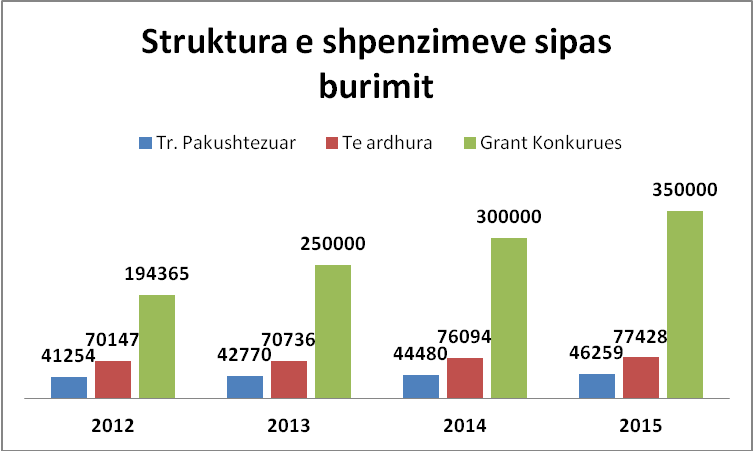 Struktura e shpenzimeve sipas
burimit
Tr. Pakushtezuar Te ardhura Grant Konkurues
41254 70147 194365
42770 70736 250000
44480 76094 300000
46259 77428 350000
2012 2013 2014 2015